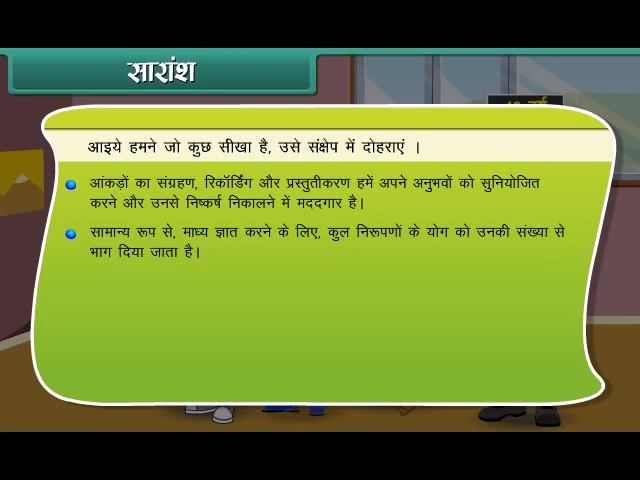 सारांश
आइये हमने जो कुछ सीखा है, उसे संक्षेप में दोहराएं ।
आंकड़ों का संग्रहण, रिकॉर्डिंग और प्रस्तुतीकरण हमें अपने अनुभवों को सुनियोजित
करने और उनसे निष्कर्ष निकालने में मददगार है।
सामान्य रूप से, माध्य ज्ञात करने के लिए, कुल निरूपणों के योग को उनकी संख्या से
भाग दिया जाता है।